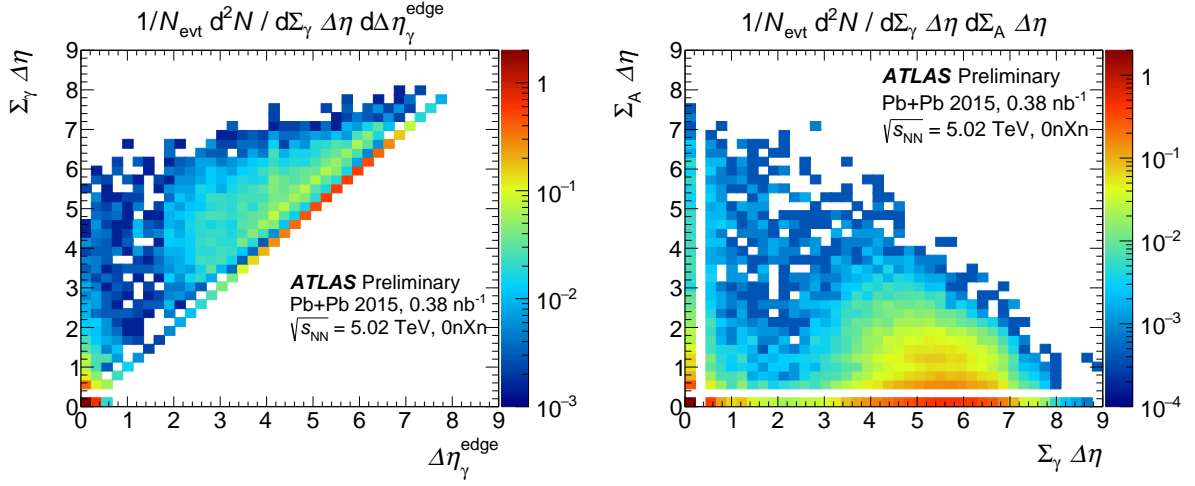 1/N_evt d²N / dΣ_γ Δη dΔη_γ^edge
Σ_γ Δη
9
8
7
6
5
4
3
2
1
0
ATLAS Preliminary
Pb+Pb 2015, 0.38 nb⁻¹
√s_NN = 5.02 TeV, 0nXn
0 1 2 3 4 5 6 7 8 9
Δη_γ^edge
1
10⁻¹
10⁻²
10⁻³
1/N_evt d²N / dΣ_γ Δη dΣ_A Δη
Σ_A Δη
9
8
7
6
5
4
3
2
1
0
ATLAS Preliminary
Pb+Pb 2015, 0.38 nb⁻¹
√s_NN = 5.02 TeV, 0nXn
0 1 2 3 4 5 6 7 8 9
Σ_γ Δη
1
10⁻¹
10⁻²
10⁻³
10⁻⁴